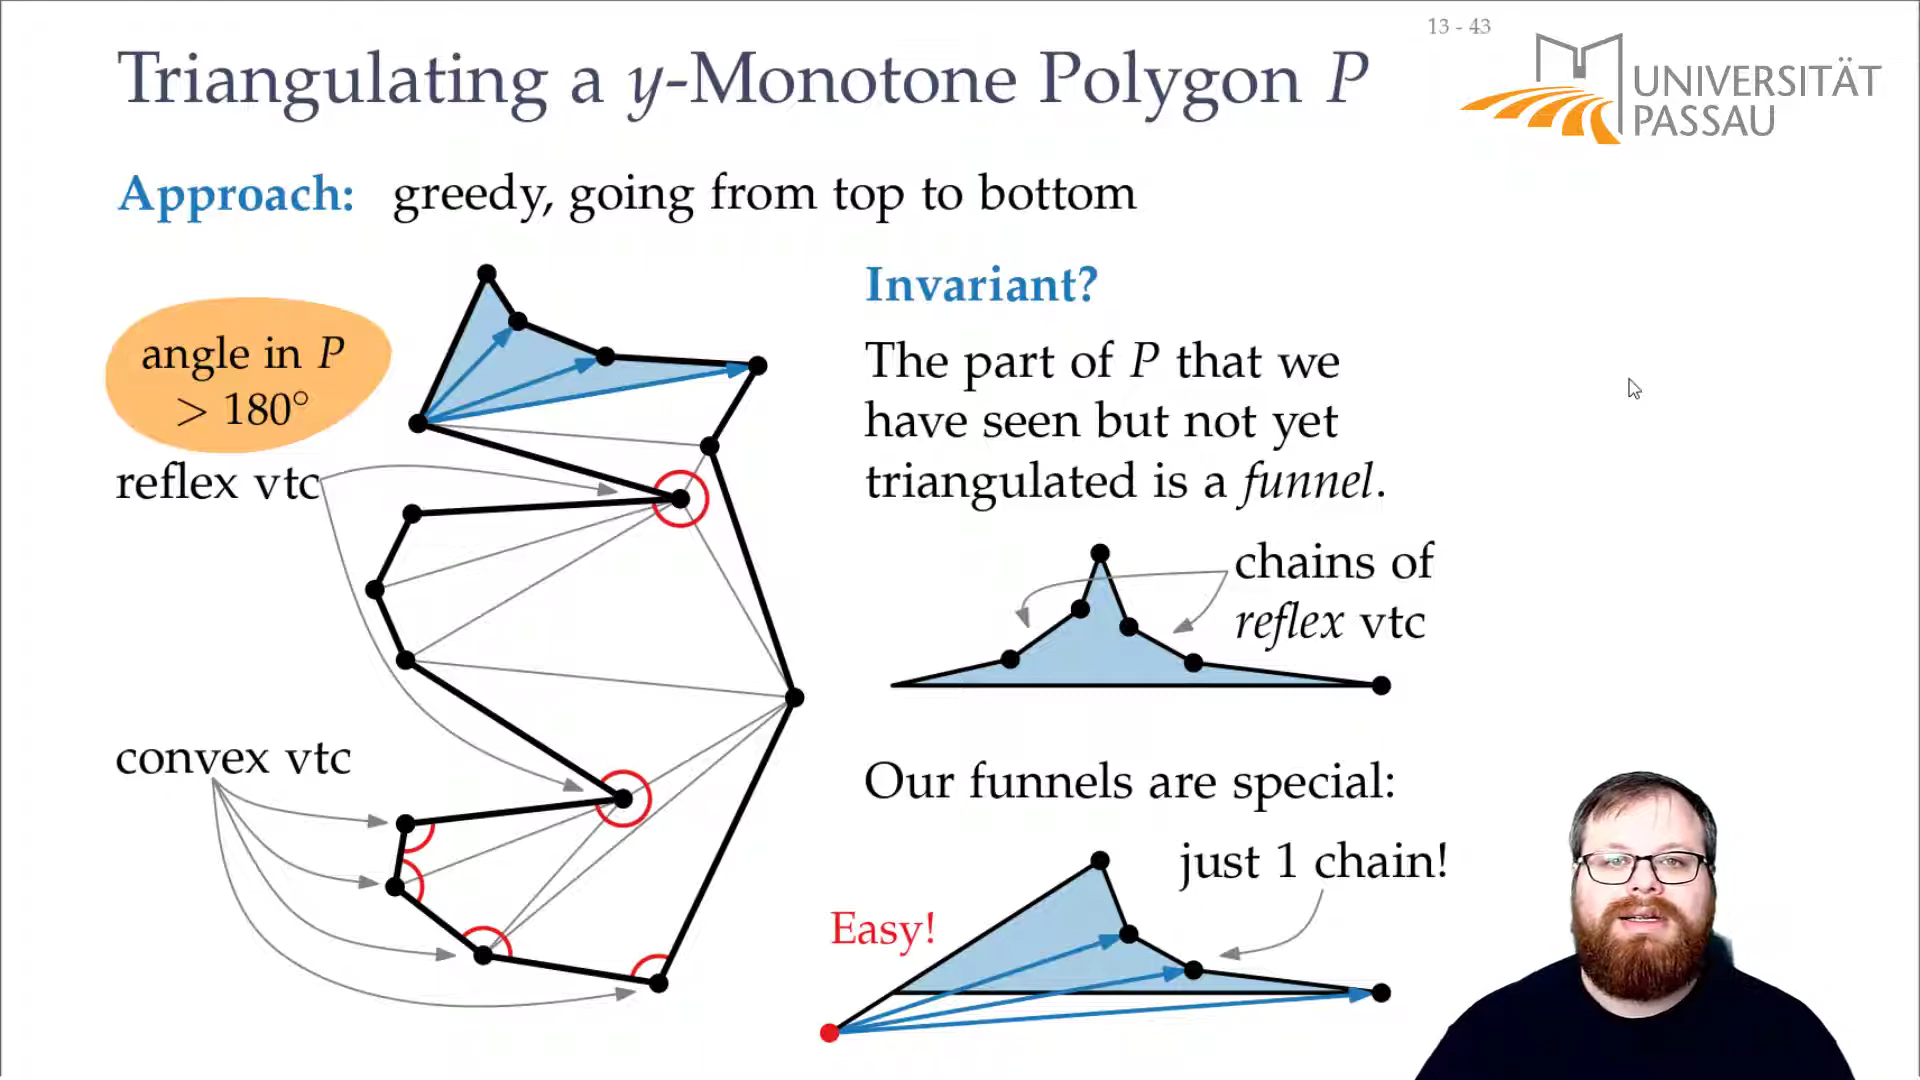 13 - 43
Triangulating a y-Monotone Polygon P
UNIVERSITÄT
PASSAU
Approach: greedy, going from top to bottom
angle in P
> 180°
reflex vtc
convex vtc
Invariant?
The part of P that we
have seen but not yet
triangulated is a funnel.
chains of
reflex vtc
Our funnels are special:
just 1 chain!
Easy!